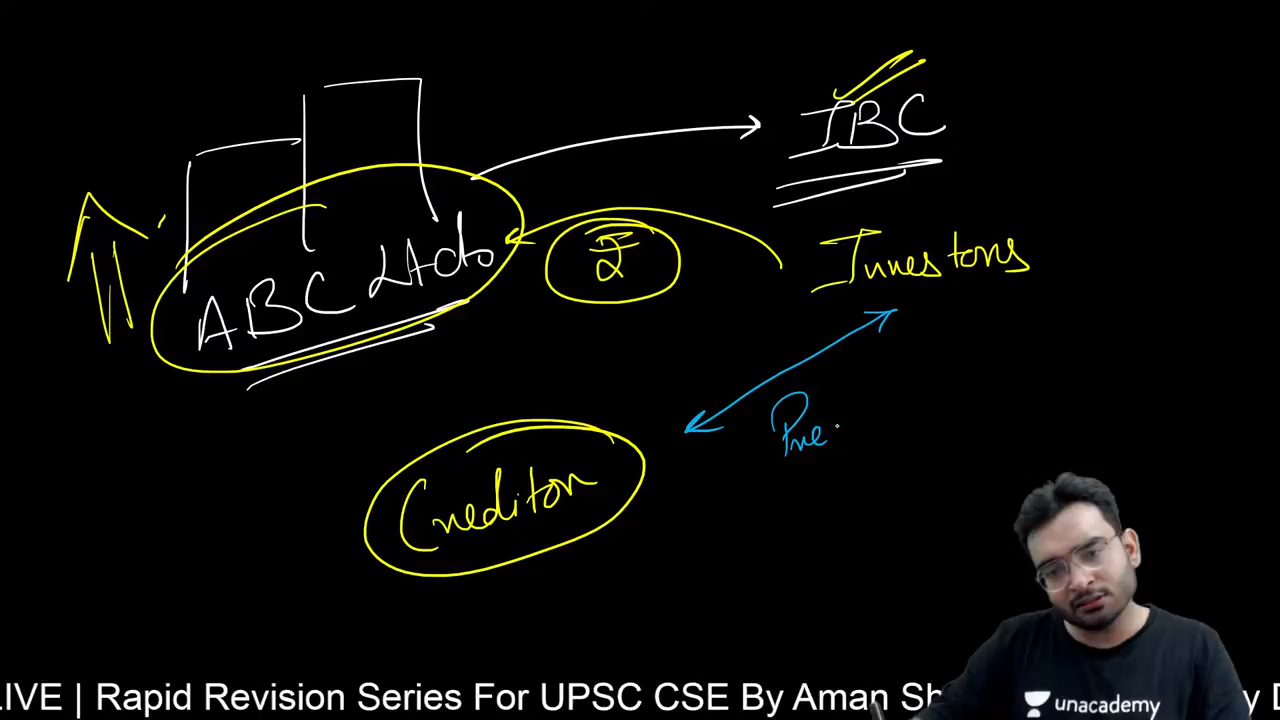 IBC
ABC Ltd
₹
Investors
Pre
Creditor
unacademy
LIVE | Rapid Revision Series For UPSC CSE By Aman Sh